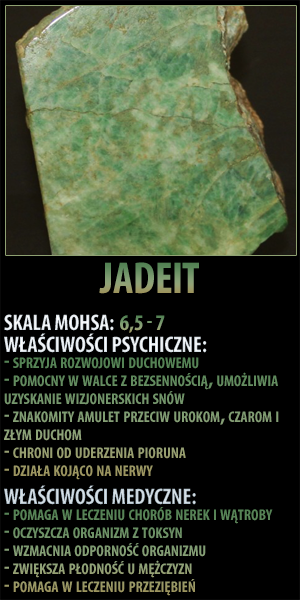 JADEIT
SKALA MOHSA: 6,5 - 7
WŁAŚCIWOŚCI PSYCHICZNE:
- SPRZYJA ROZWOJOWI DUCHOWEMU
- POMOCNY W WALCE Z BEZSENNOŚCIĄ, UMOŻLIWIA
UZYSKANIE WIZJONERSKICH SNÓW
- ZNAKOMITY AMULET PRZECIW UROKOM, CZAROM I
ZŁYM DUCHOM
- CHRONI OD UDERZENIA PIORUNA
- DZIAŁA KOJĄCO NA NERWY
WŁAŚCIWOŚCI MEDYCZNE:
- POMAGA W LECZENIU CHORÓB NEREK I WĄTROBY
- OCZYSZCZA ORGANIZM Z TOKSYN
- WZMACNIA ODPORNOŚĆ ORGANIZMU
- ZWIĘKSZA PŁODNOŚĆ U MĘŻCZYZN
- POMAGA W LECZENIU PRZEZIĘBIEŃ